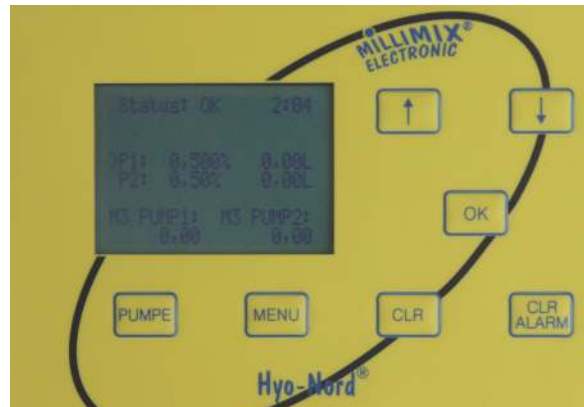 MILLIMIX®
ELECTRONIC
Status: OK 2:04
>P1: 0,500% 0,00L
P2: 0,50% 0,00L
M3 PUMP1: M3 PUMP2:
0,00 0,00
↑ ↓
OK
PUMPE MENU CLR CLR
ALARM
Hyo-Nord®